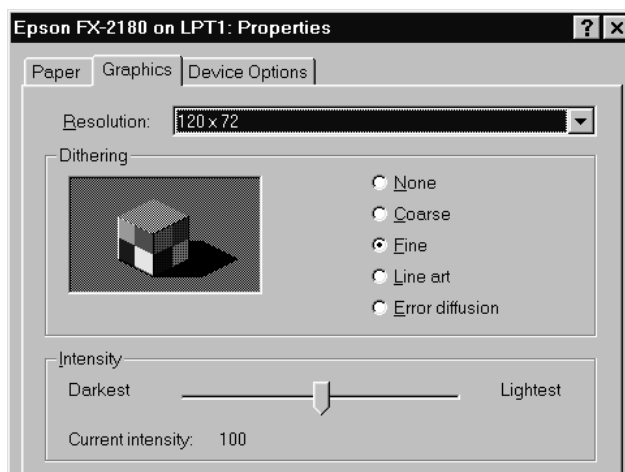 Epson FX-2180 on LPT1: Properties ? ×
Paper Graphics Device Options
Resolution: 120 x 72
Dithering
None
Coarse
Fine
Line art
Error diffusion
Intensity
Darkest Lightest
Current intensity: 100